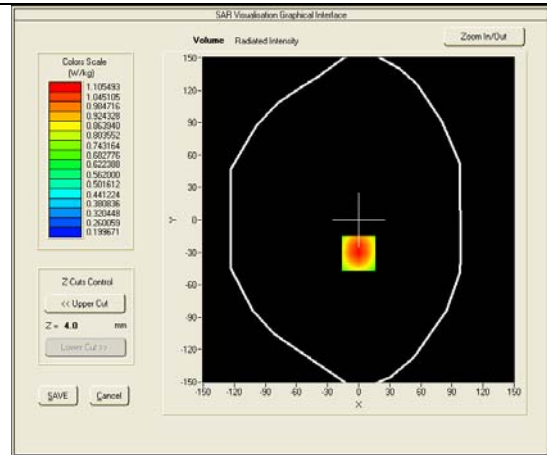 SAR Visualisation Graphical Interface
Volume Radiated Intensity
Zoom In/Out
Colors Scale
(W/kg)
1.105493
1.045105
0.984716
0.924328
0.863940
0.803552
0.743164
0.682776
0.622388
0.562000
0.501612
0.441224
0.380836
0.320448
0.260059
0.199671
Z Cuts Control
<< Upper Cut
Z = 4.0 mm
Lower Cut >>
SAVE
Cancel
150
120
90
60
30
0
-30
-60
-90
-120
-150
Y
-150 -120 -90 -60 -30 0 30 60 90 120 150
X